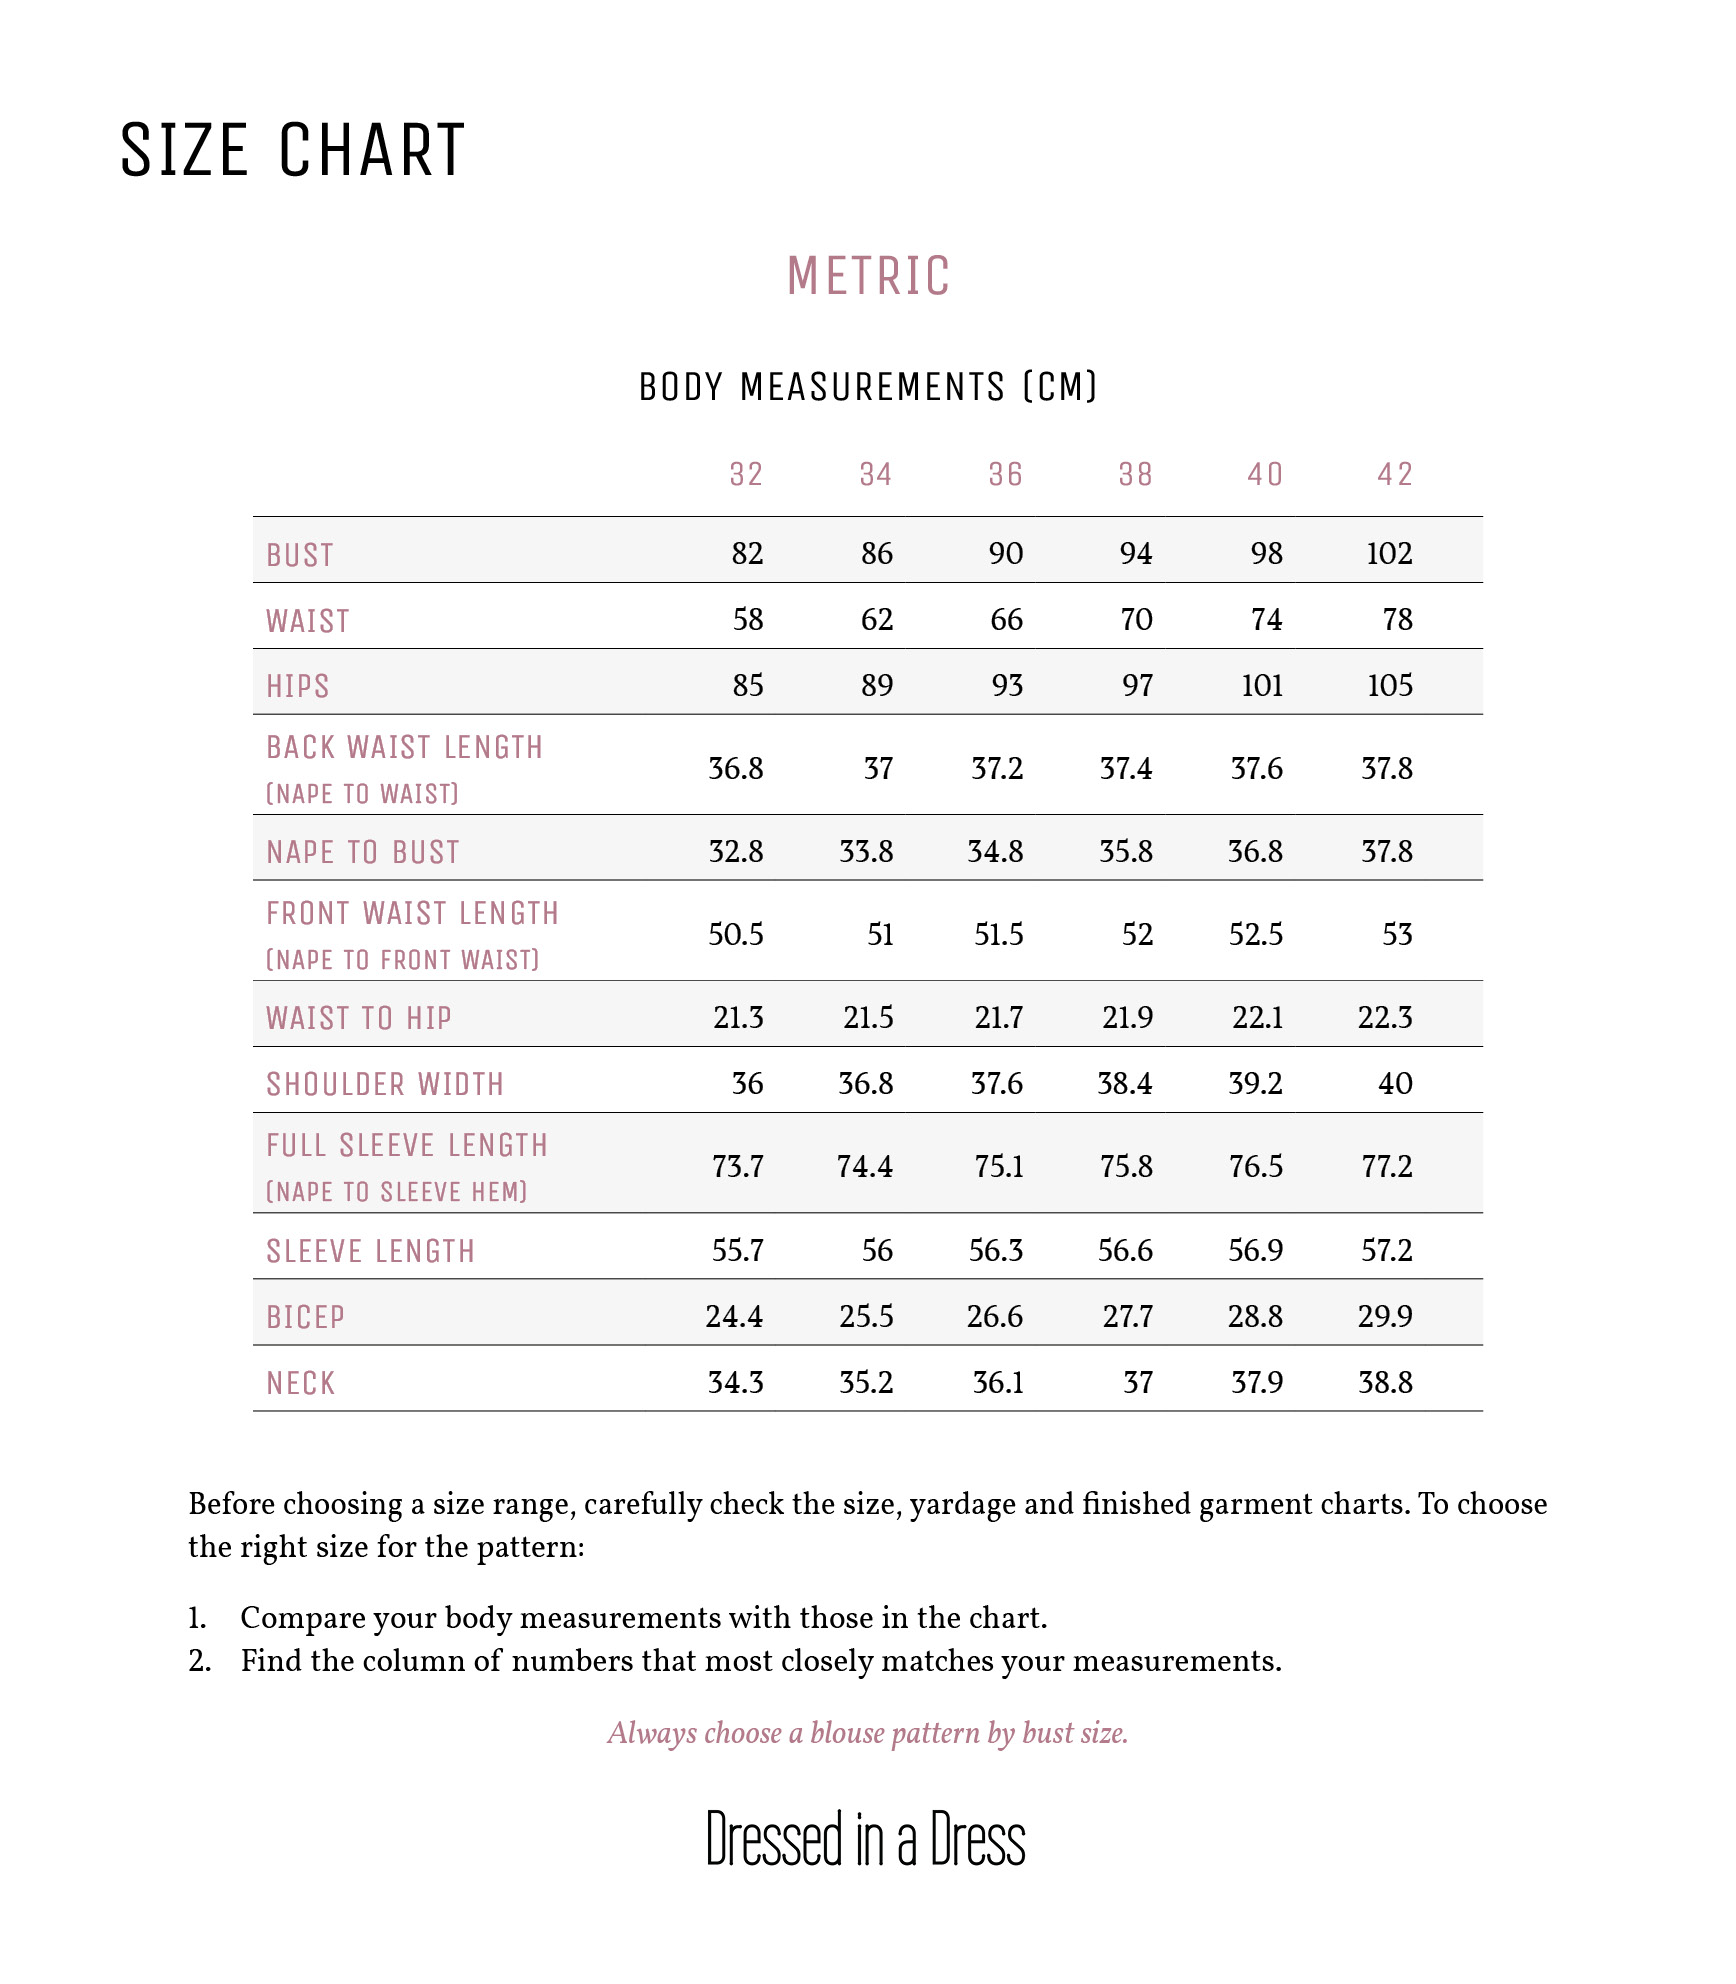 SIZE CHART
METRIC
BODY MEASUREMENTS (CM)
32 34 36 38 40 42
BUST 82 86 90 94 98 102
WAIST 58 62 66 70 74 78
HIPS 85 89 93 97 101 105
BACK WAIST LENGTH
(NAPE TO WAIST) 36.8 37 37.2 37.4 37.6 37.8
NAPE TO BUST 32.8 33.8 34.8 35.8 36.8 37.8
FRONT WAIST LENGTH
(NAPE TO FRONT WAIST) 50.5 51 51.5 52 52.5 53
WAIST TO HIP 21.3 21.5 21.7 21.9 22.1 22.3
SHOULDER WIDTH 36 36.8 37.6 38.4 39.2 40
FULL SLEEVE LENGTH
(NAPE TO SLEEVE HEM) 73.7 74.4 75.1 75.8 76.5 77.2
SLEEVE LENGTH 55.7 56 56.3 56.6 56.9 57.2
BICEP 24.4 25.5 26.6 27.7 28.8 29.9
NECK 34.3 35.2 36.1 37 37.9 38.8
Before choosing a size range, carefully check the size, yardage and finished garment charts. To choose
the right size for the pattern:
1. Compare your body measurements with those in the chart.
2. Find the column of numbers that most closely matches your measurements.
Always choose a blouse pattern by bust size.
Dressed in a Dress